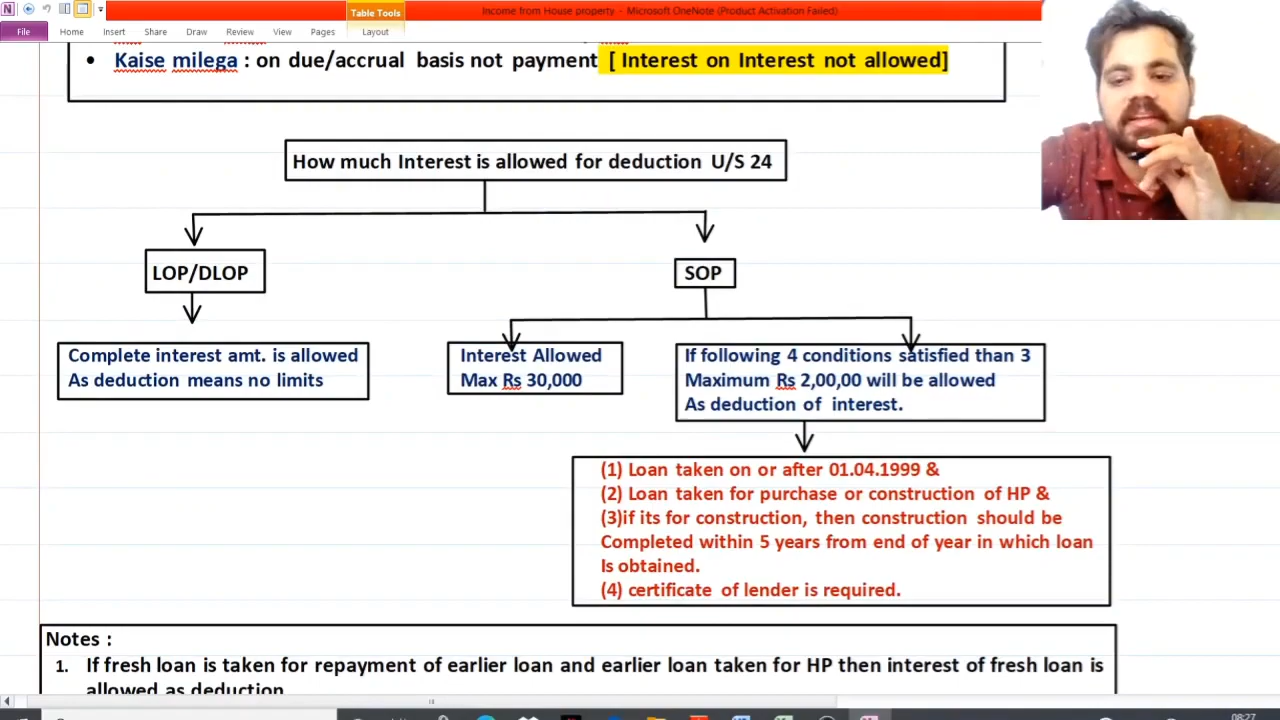 Table Tools
Income from House property - Microsoft OneNote (Product Activation Failed)
File Home Insert Share Draw Review View Pages Layout
• Kaise milega : on due/accrual basis not payment [ Interest on Interest not allowed]
How much Interest is allowed for deduction U/S 24
LOP/DLOP
SOP
Complete interest amt. is allowed
As deduction means no limits
Interest Allowed
Max Rs 30,000
If following 4 conditions satisfied than 3
Maximum Rs 2,00,00 will be allowed
As deduction of interest.
(1) Loan taken on or after 01.04.1999 &
(2) Loan taken for purchase or construction of HP &
(3)if its for construction, then construction should be
Completed within 5 years from end of year in which loan
Is obtained.
(4) certificate of lender is required.
Notes :
1. If fresh loan is taken for repayment of earlier loan and earlier loan taken for HP then interest of fresh loan is
allowed as deduction
08:27